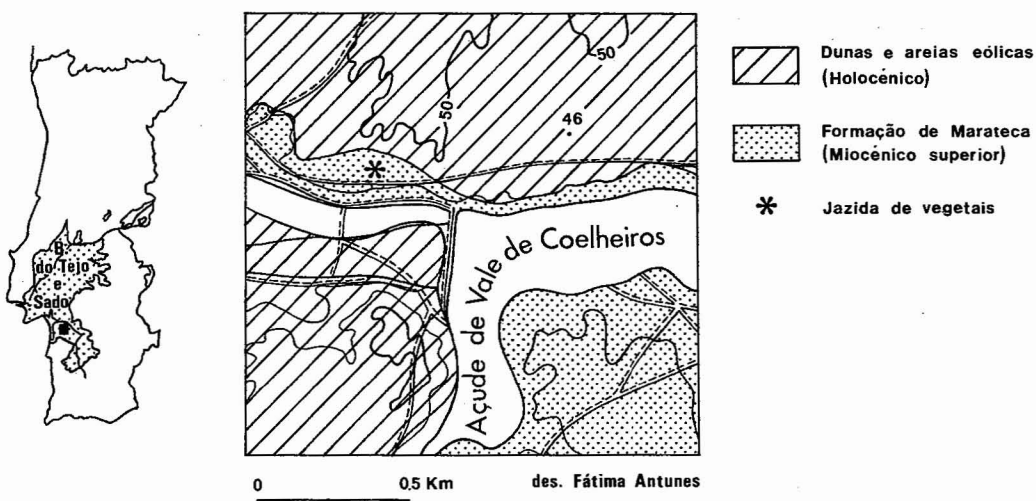 B.
do Tejo
e
Sado
50
50
46
Açude de Vale de Coelheiros
Dunas e areias eólicas
(Holocénico)
Formação de Marateca
(Miocénico superior)
Jazida de vegetais
0
0,5 Km
des. Fátima Antunes